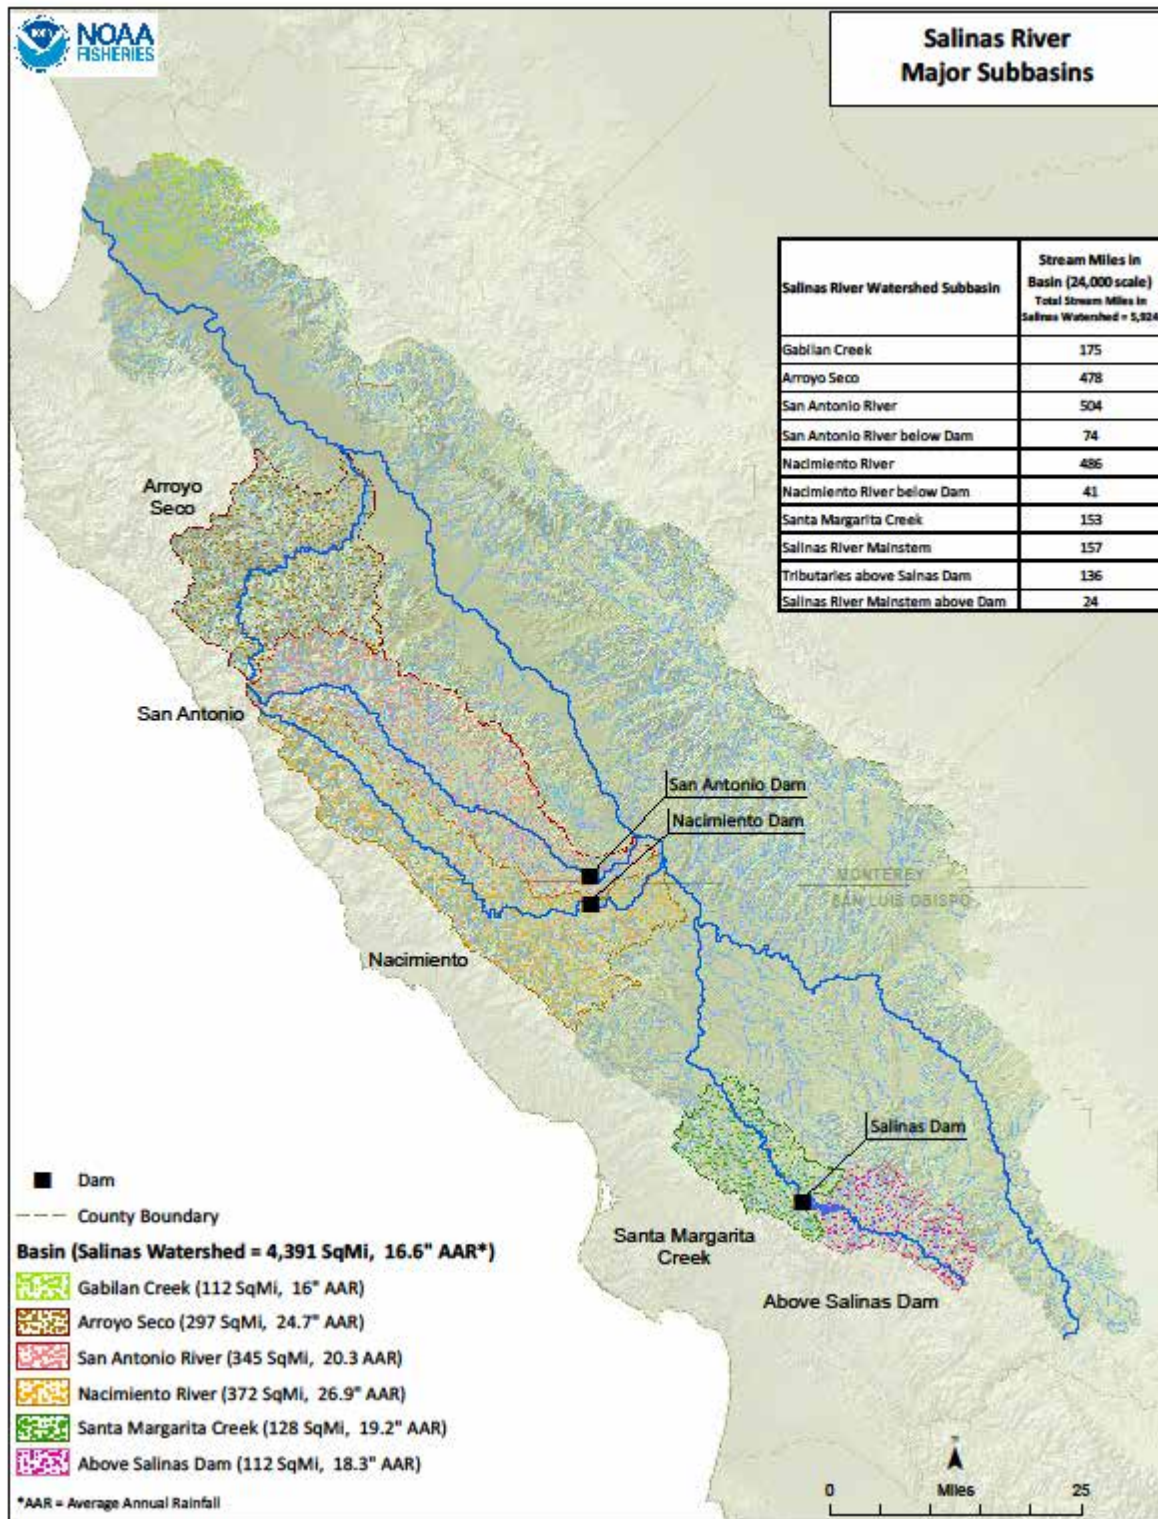 NOAA
FISHERIES
Salinas River
Major Subbasins
Salinas River Watershed Subbasin
Stream Miles in
Basin (24,000 scale)
Total Stream Miles in
Salinas Watershed = 5,924
Gabilan Creek 175
Arroyo Seco 478
San Antonio River 504
San Antonio River below Dam 74
Nacimiento River 486
Nacimiento River below Dam 41
Santa Margarita Creek 153
Salinas River Mainstem 157
Tributaries above Salnas Dam 136
Salinas River Mainstem above Dam 24
Arroyo
Seco
San Antonio
San Antonio Dam
Nacimiento Dam
MONTEREY
SAN LUIS OBISPO
Nacimiento
Salinas Dam
Santa Margarita
Creek
Above Salinas Dam
Dam
County Boundary
Basin (Salinas Watershed = 4,391 SqMi, 16.6" AAR*)
Gabilan Creek (112 SqMi, 16" AAR)
Arroyo Seco (297 SqMi, 24.7" AAR)
San Antonio River (345 SqMi, 20.3 AAR)
Nacimiento River (372 SqMi, 26.9" AAR)
Santa Margarita Creek (128 SqMi, 19.2" AAR)
Above Salinas Dam (112 SqMi, 18.3" AAR)
*AAR = Average Annual Rainfall
0 Miles 25